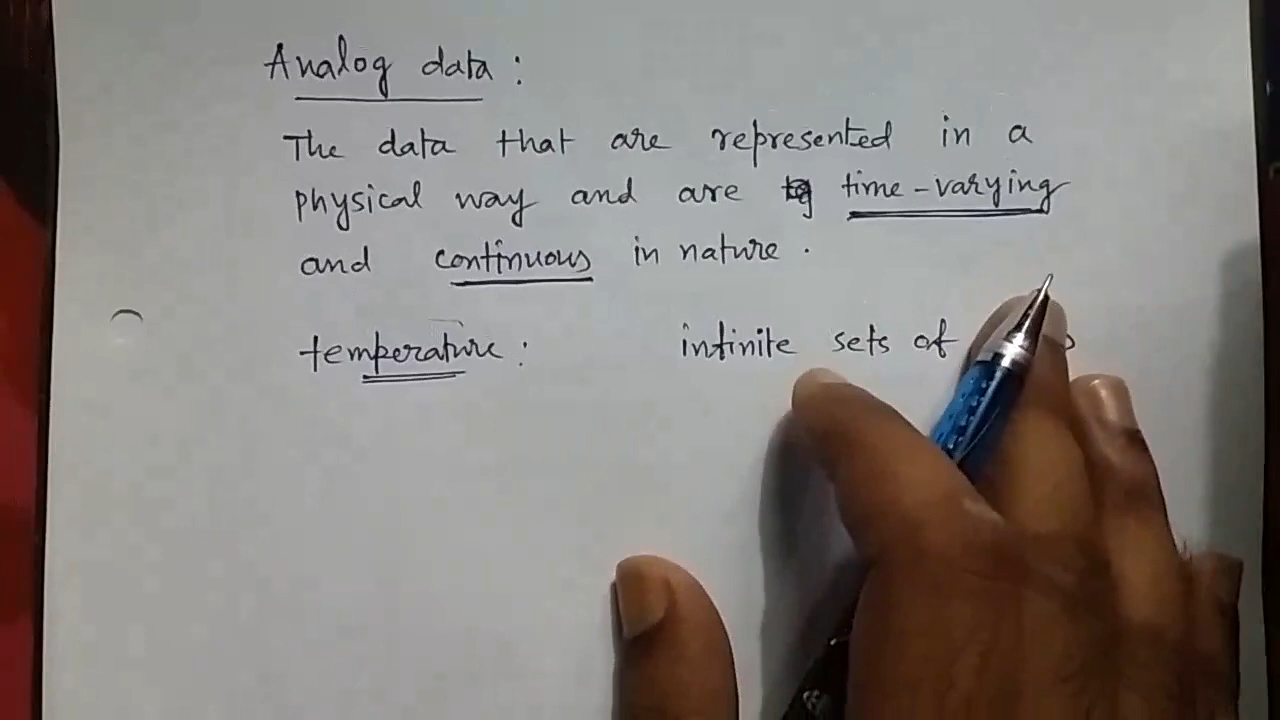 Analog data :
The data that are represented in a
physical way and are time-varying
and continuous in nature .
temperature : infinite sets of